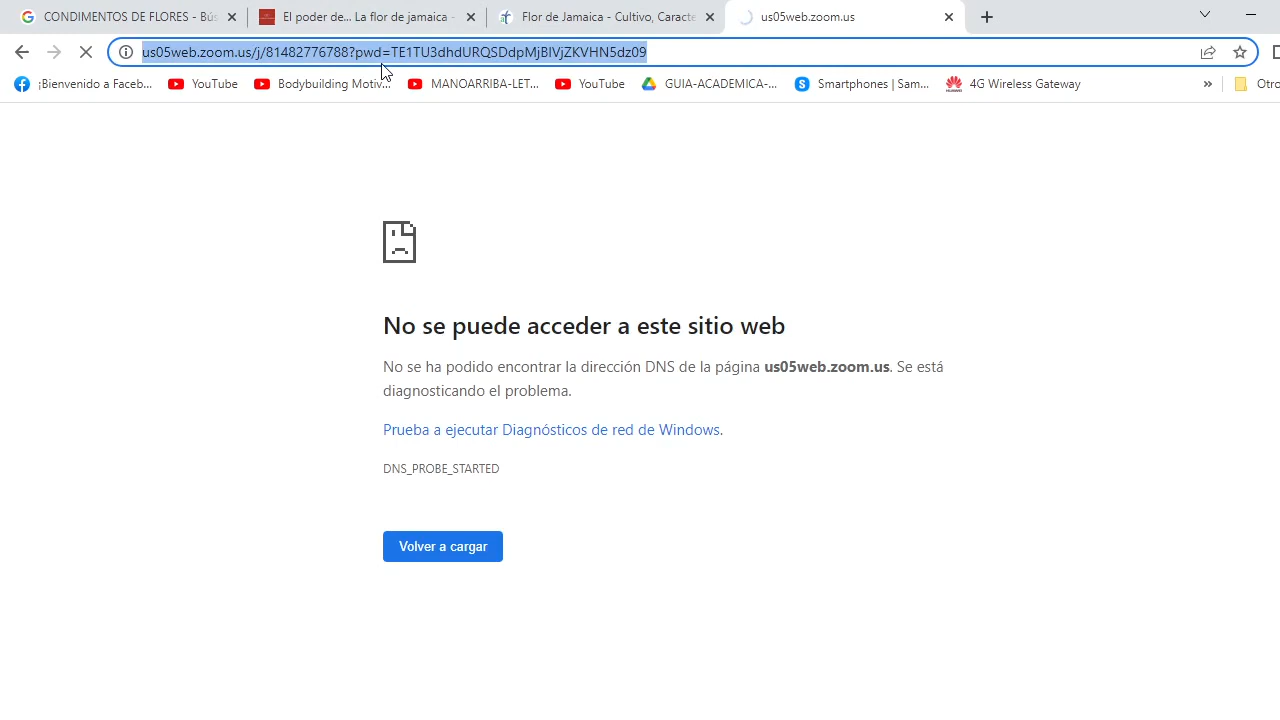 CONDIMENTOS DE FLORES - Bús
El poder de... La flor de jamaica -
Flor de Jamaica - Cultivo, Caracte
us05web.zoom.us
us05web.zoom.us/j/81482776788?pwd=TE1TU3dhdURQSDdpMjBIVjZKVHN5dz09
¡Bienvenido a Faceb...
YouTube
Bodybuilding Motiv...
MANOARRIBA-LET...
YouTube
GUIA-ACADEMICA-...
Smartphones | Sam...
4G Wireless Gateway
»
Otro
No se puede acceder a este sitio web
No se ha podido encontrar la dirección DNS de la página us05web.zoom.us. Se está
diagnosticando el problema.
Prueba a ejecutar Diagnósticos de red de Windows.
DNS_PROBE_STARTED
Volver a cargar